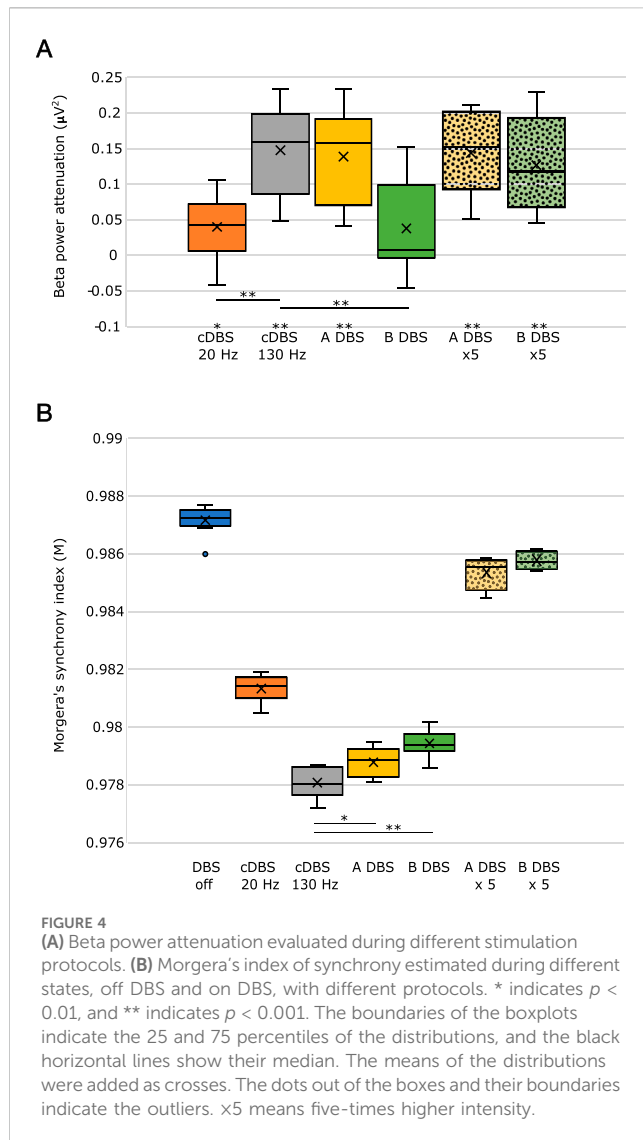 A
Beta power attenuation (µV²)
0.25
0.2
0.15
0.1
0.05
0
-0.05
-0.1
** **
* ** ** ** **
cDBS cDBS A DBS B DBS A DBS B DBS
20 Hz 130 Hz x5 x5
B
Morgera's synchrony index (M)
0.99
0.988
0.986
0.984
0.982
0.98
0.978
0.976
*
**
DBS cDBS cDBS A DBS B DBS A DBS B DBS
off 20 Hz 130 Hz x 5 x 5
FIGURE 4
(A) Beta power attenuation evaluated during different stimulation
protocols. (B) Morgera’s index of synchrony estimated during different
states, off DBS and on DBS, with different protocols. * indicates p <
0.01, and ** indicates p < 0.001. The boundaries of the boxplots
indicate the 25 and 75 percentiles of the distributions, and the black
horizontal lines show their median. The means of the distributions
were added as crosses. The dots out of the boxes and their boundaries
indicate the outliers. ×5 means five-times higher intensity.